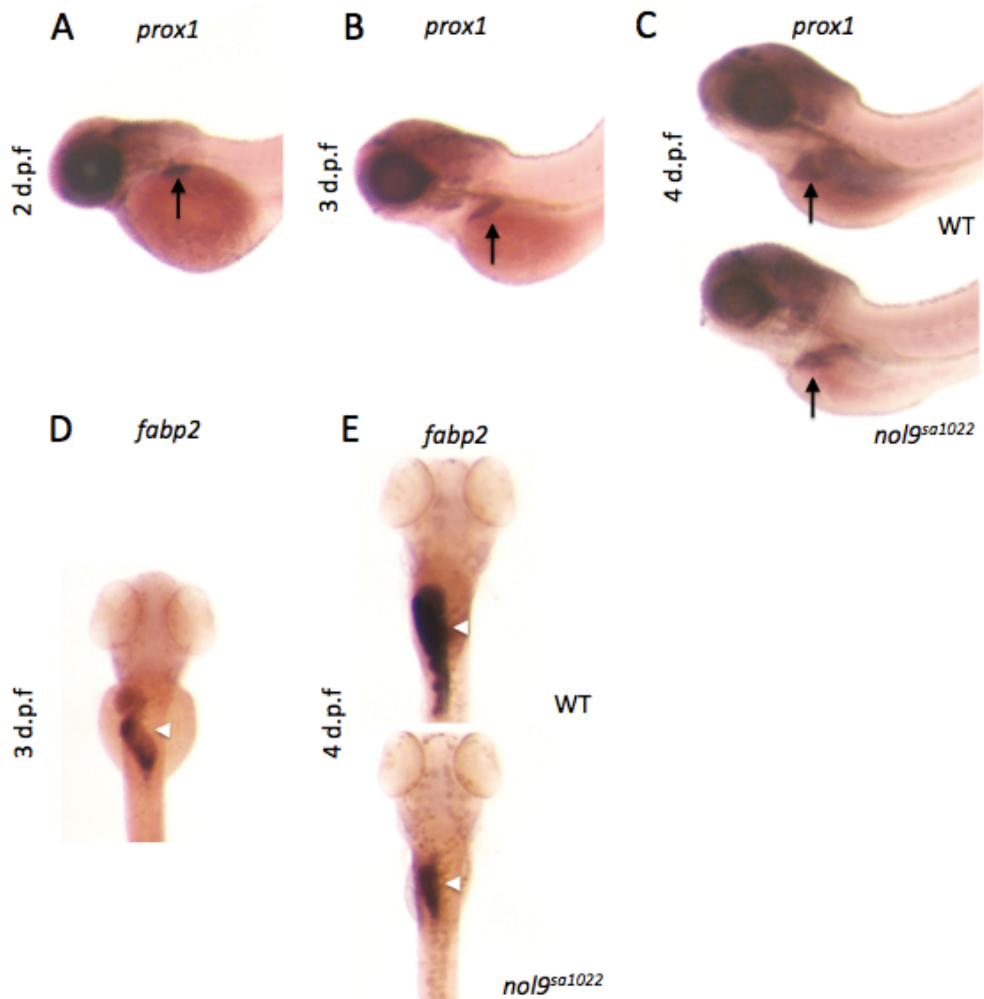 A prox1
B prox1
C prox1
2 d.p.f
3 d.p.f
4 d.p.f
WT
nol9sa1022
D fabp2
E fabp2
3 d.p.f
4 d.p.f
WT
nol9sa1022